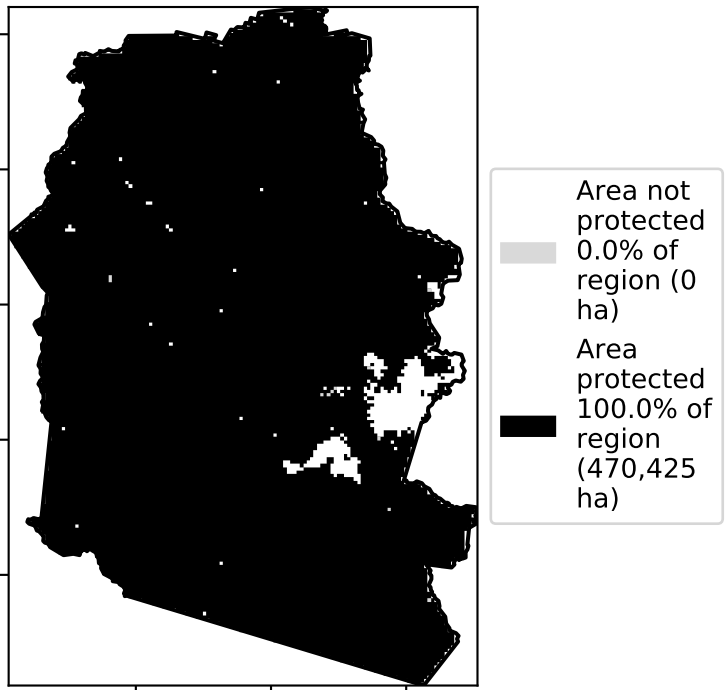 Area not
protected
0.0% of
region (0
ha)
Area
protected
100.0% of
region
(470,425
ha)